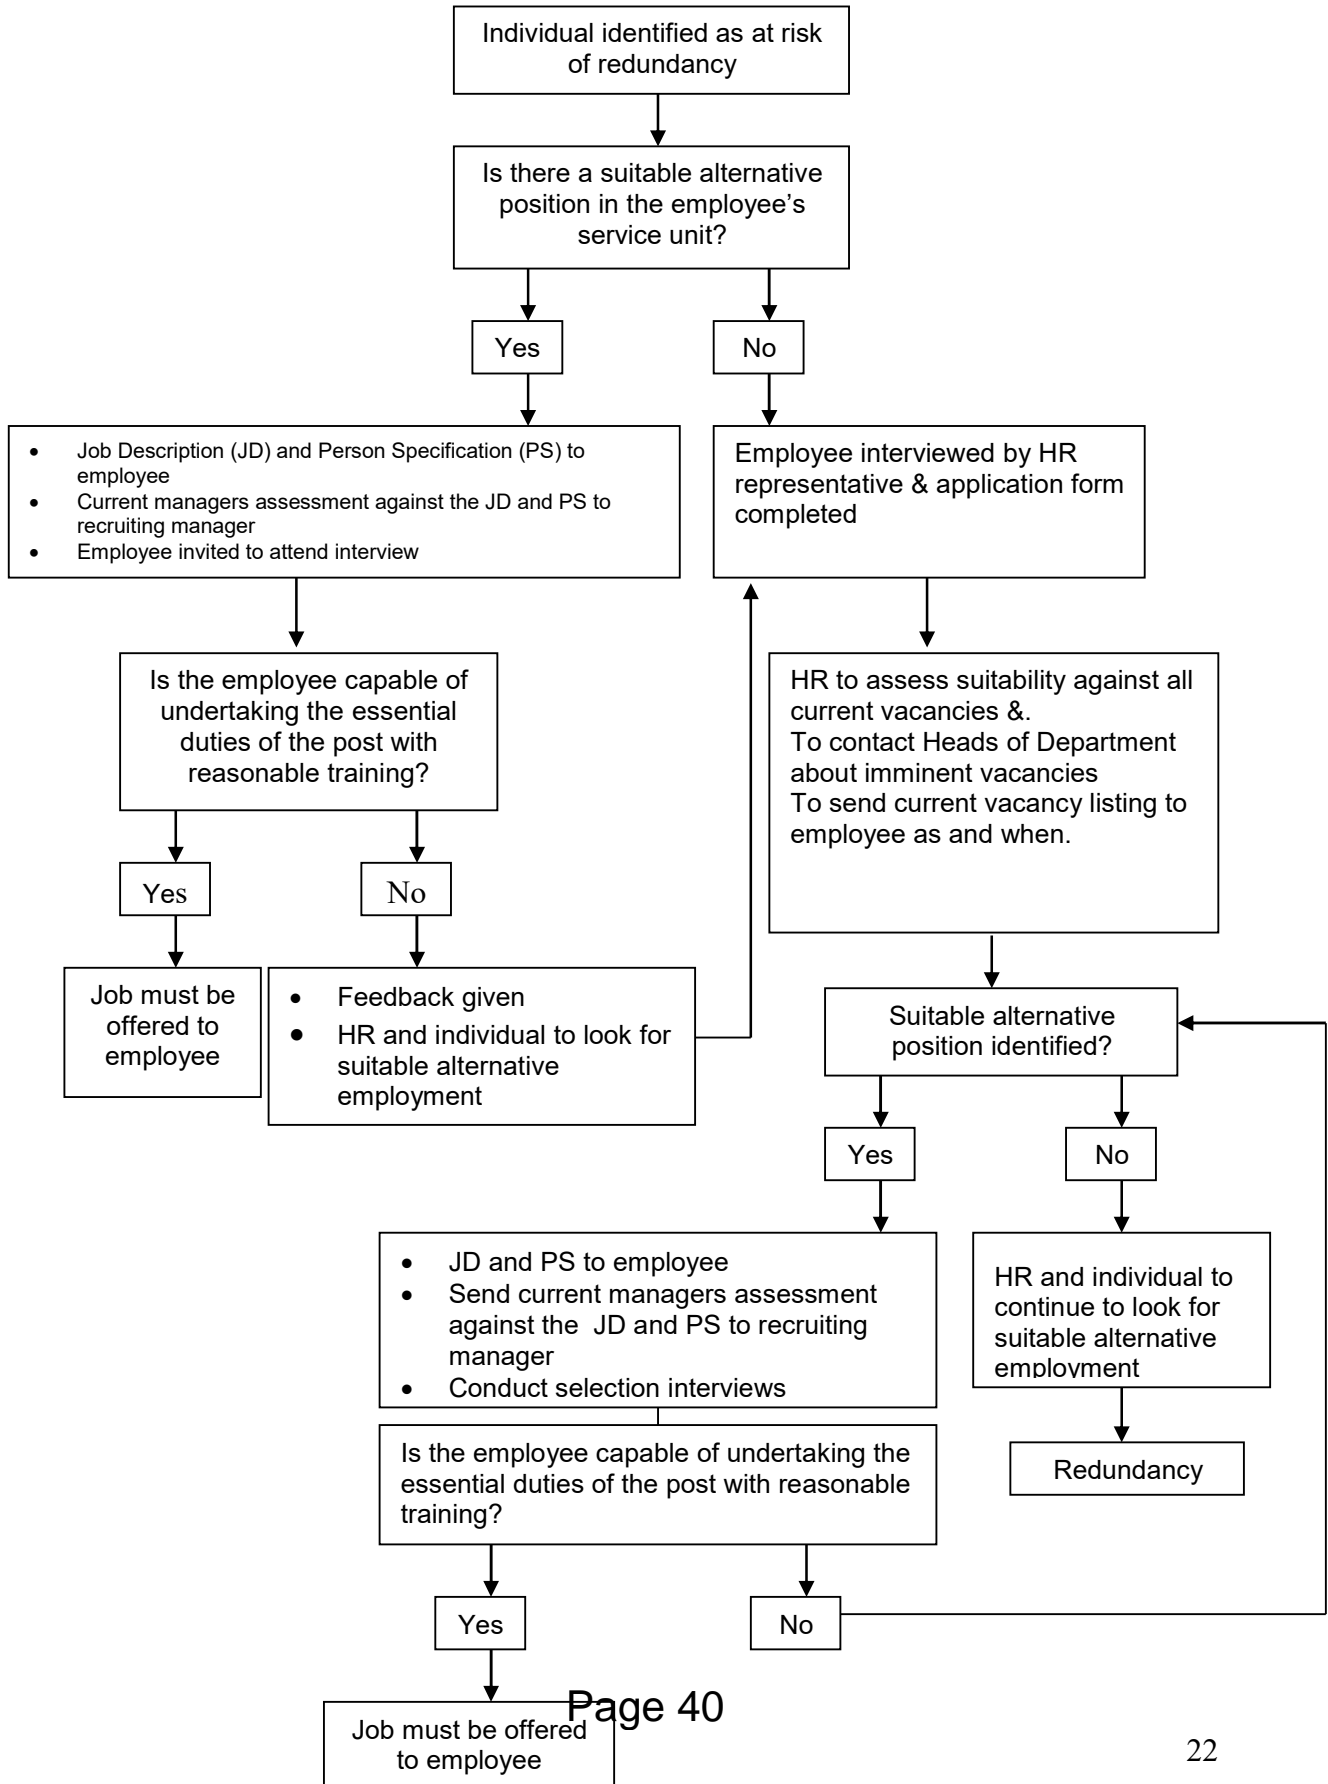 Individual identified as at risk
of redundancy
Is there a suitable alternative
position in the employee’s
service unit?
Yes
No
• Job Description (JD) and Person Specification (PS) to
employee
• Current managers assessment against the JD and PS to
recruiting manager
• Employee invited to attend interview
Employee interviewed by HR
representative & application form
completed
Is the employee capable of
undertaking the essential
duties of the post with
reasonable training?
HR to assess suitability against all
current vacancies &.
To contact Heads of Department
about imminent vacancies
To send current vacancy listing to
employee as and when.
Yes
No
Job must be
offered to
employee
• Feedback given
• HR and individual to look for
suitable alternative
employment
Suitable alternative
position identified?
Yes
No
• JD and PS to employee
• Send current managers assessment
against the JD and PS to recruiting
manager
• Conduct selection interviews
HR and individual to
continue to look for
suitable alternative
employment
Is the employee capable of undertaking the
essential duties of the post with reasonable
training?
Redundancy
Yes
No
Job must be offered
to employee
Page 40
22